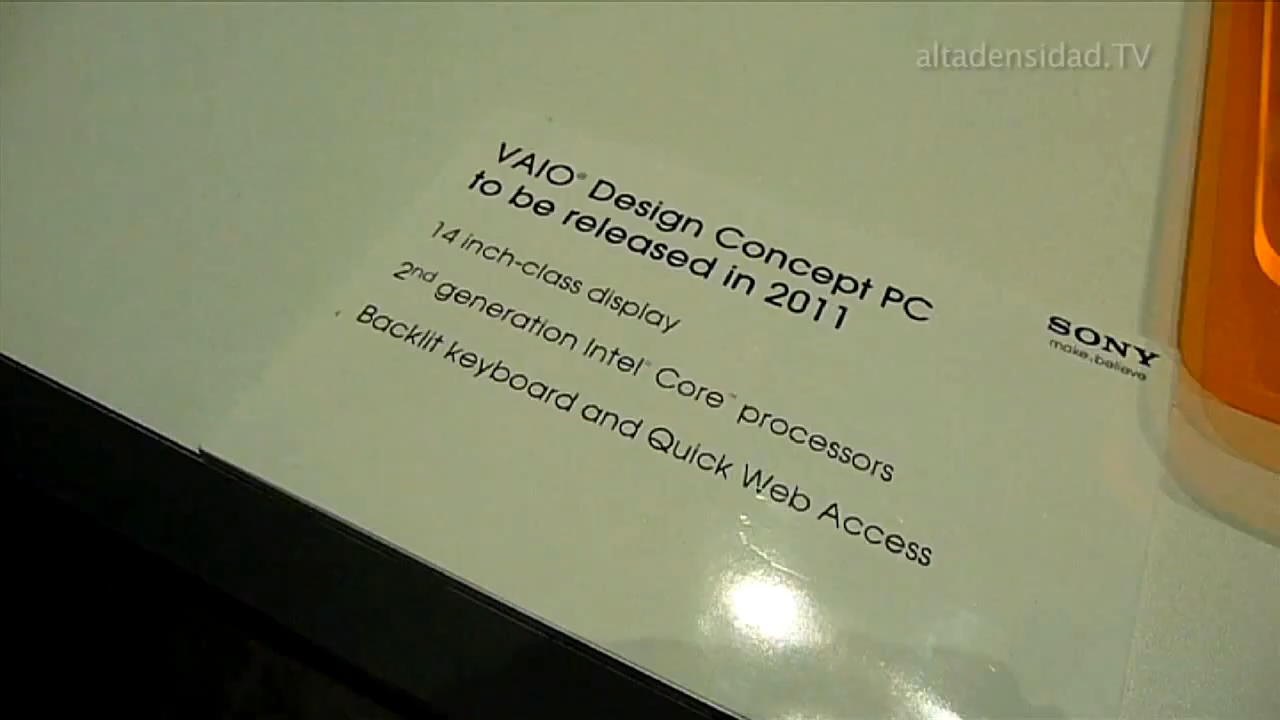 altadensidad.TV
VAIO® Design Concept PC
to be released in 2011
14 inch-class display
2nd generation Intel® Core™ processors
Backlit keyboard and Quick Web Access
SONY
make.believe